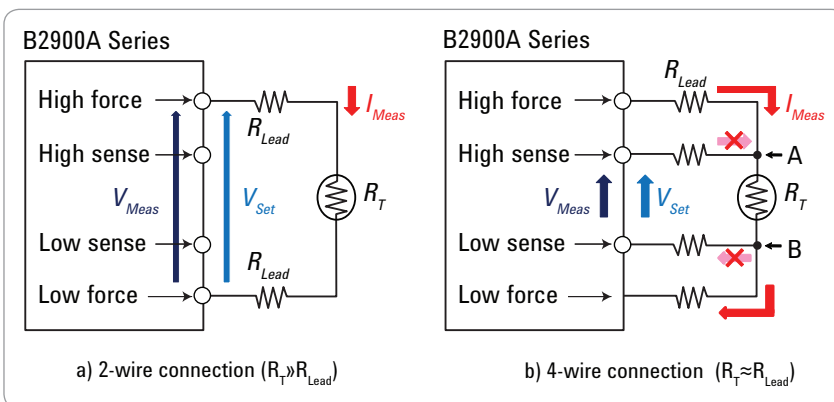 B2900A Series
High force
High sense
Low sense
Low force
V_Meas
V_Set
R_Lead
R_Lead
I_Meas
R_T
a) 2-wire connection (R_T»R_Lead)
B2900A Series
High force
High sense
Low sense
Low force
V_Meas
V_Set
R_Lead
I_Meas
A
R_T
B
b) 4-wire connection (R_T≈R_Lead)